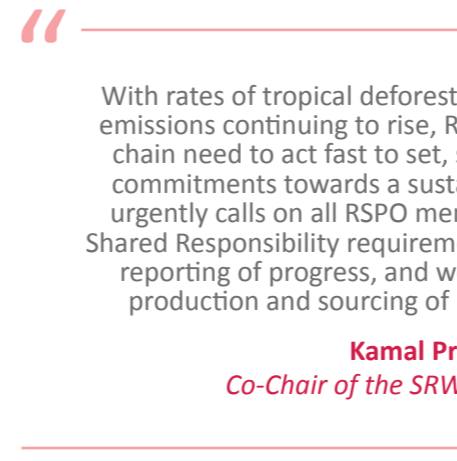 “
With rates of tropical deforest
emissions continuing to rise, R
chain need to act fast to set,
commitments towards a susta
urgently calls on all RSPO mer
Shared Responsibility requirem
reporting of progress, and w
production and sourcing of
Kamal Pr
Co-Chair of the SRW